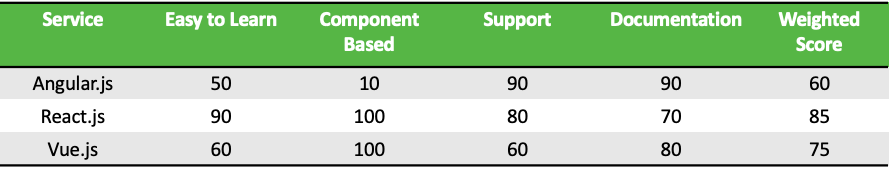 Service Easy to Learn Component Based Support Documentation Weighted Score
Angular.js 50 10 90 90 60
React.js 90 100 80 70 85
Vue.js 60 100 60 80 75